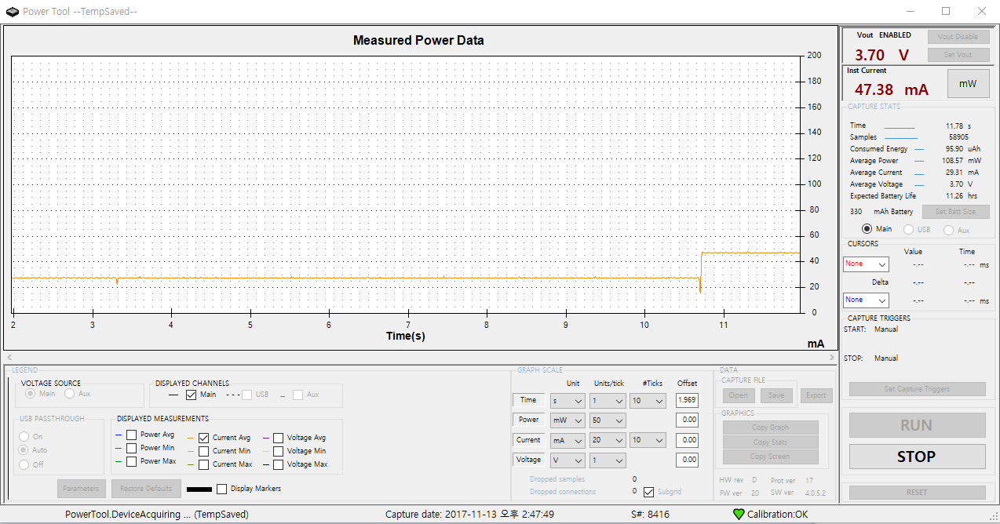 Power Tool --TempSaved--
Measured Power Data
200
180
160
140
120
100
80
60
40
20
0
2 3 4 5 6 7 8 9 10 11
Time(s)
mA
Vout ENABLED
Vout Disable
3.70 V
Set Vout
Inst Current
47.38 mA
mW
CAPTURE STATS
Time 11.78 s
Samples 58905
Consumed Energy 95.90 uAh
Average Power 108.57 mW
Average Current 29.31 mA
Average Voltage 3.70 V
Expected Battery Life 11.26 hrs
330 mAh Battery Set Batt Size
Main USB Aux
CURSORS
Value Time
None -.-- -.-- ms
Delta -.-- -.--
None -.-- -.-- ms
CAPTURE TRIGGERS
START: Manual
STOP: Manual
Set Capture Triggers
RUN
STOP
RESET
LEGEND
VOLTAGE SOURCE
Main Aux
DISPLAYED CHANNELS
Main USB Aux
USB PASSTHROUGH
On
Auto
Off
DISPLAYED MEASUREMENTS
Power Avg Current Avg Voltage Avg
Power Min Current Min Voltage Min
Power Max Current Max Voltage Max
Parameters Restore Defaults Display Markers
GRAPH SCALE
Unit Units/tick #Ticks Offset
Time s 1 10 1.969
Power mW 50 0.00
Current mA 20 10 0.00
Voltage V 1 0.00
Dropped samples 0
Dropped connections 0 Subgrid
DATA
CAPTURE FILE
Open Save Export
GRAPHICS
Copy Graph
Copy Stats
Copy Screen
HW rev D Prot ver 17
FW ver 20 SW ver 4.0.5.2
PowerTool.DeviceAcquiring ... (TempSaved) Capture date: 2017-11-13 오후 2:47:49 S#: 8416 Calibration:OK